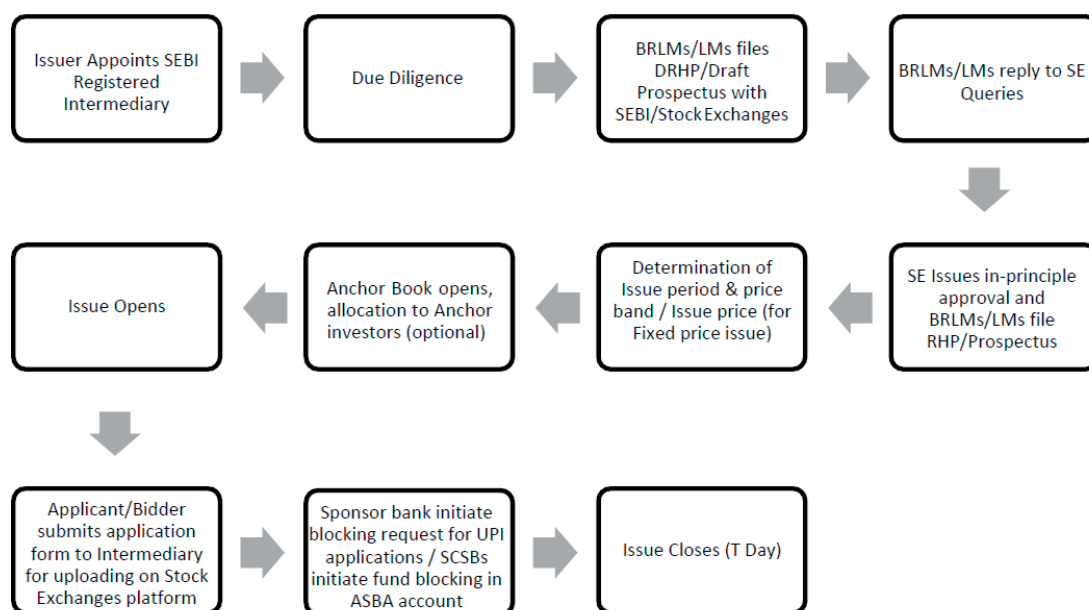 Issuer Appoints SEBI
Registered
Intermediary
Due Diligence
BRLMs/LMs files
DRHP/Draft
Prospectus with
SEBI/Stock Exchanges
BRLMs/LMs reply to SE
Queries
SE Issues in-principle
approval and
BRLMs/LMs file
RHP/Prospectus
Determination of
Issue period & price
band / Issue price (for
Fixed price issue)
Anchor Book opens,
allocation to Anchor
investors (optional)
Issue Opens
Applicant/Bidder
submits application
form to Intermediary
for uploading on Stock
Exchanges platform
Sponsor bank initiate
blocking request for UPI
applications / SCSBs
initiate fund blocking in
ASBA account
Issue Closes (T Day)